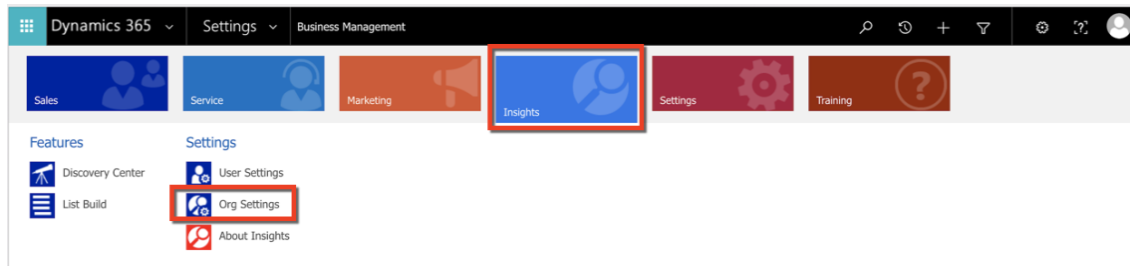 Dynamics 365 Settings Business Management
Sales Service Marketing Insights Settings Training
Features Settings
Discovery Center User Settings
List Build Org Settings
About Insights